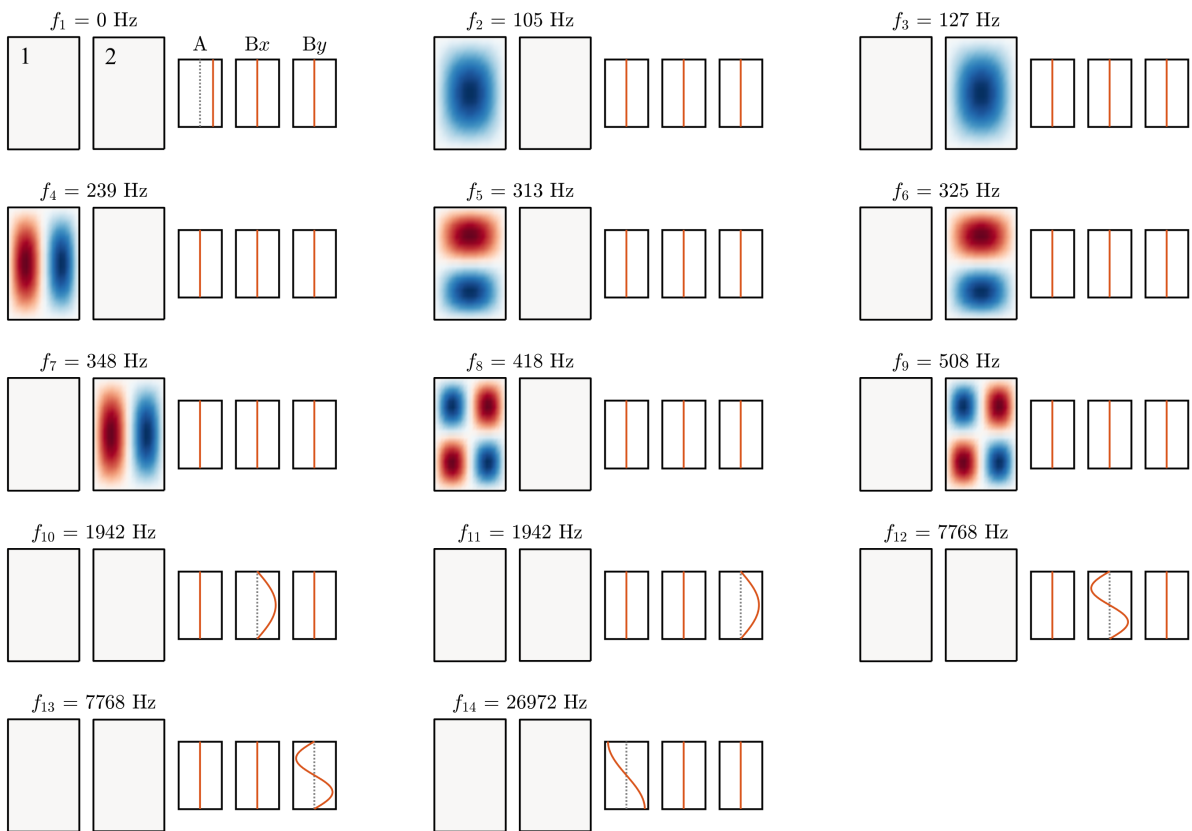 f₁ = 0 Hz
f₂ = 105 Hz
f₃ = 127 Hz
1 2 A Bx By
f₄ = 239 Hz
f₅ = 313 Hz
f₆ = 325 Hz
f₇ = 348 Hz
f₈ = 418 Hz
f₉ = 508 Hz
f₁₀ = 1942 Hz
f₁₁ = 1942 Hz
f₁₂ = 7768 Hz
f₁₃ = 7768 Hz
f₁₄ = 26972 Hz